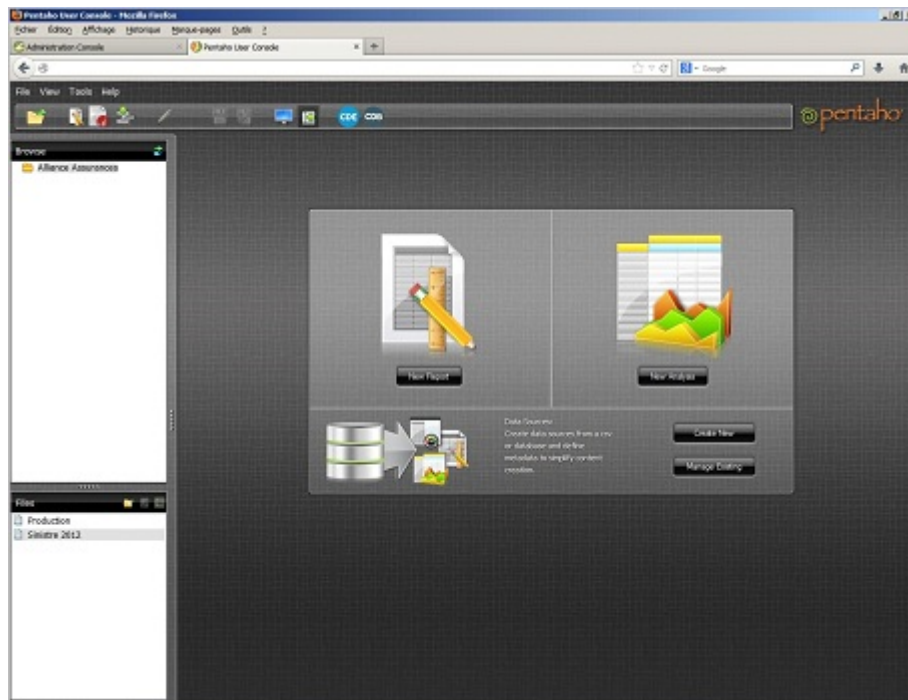 Pentaho User Console - Mozilla Firefox
Fichier Édition Affichage Historique Marque-pages Outils ?
Administration Console
Pentaho User Console
Google
File View Tools Help
CDE CDB
pentaho
Browse
Alliance Assurances
New Report
New Analysis
Data Sources:
Create data sources from a csv
or database and define
metadata to simplify content
creation.
Create New
Manage Existing
Files
Production
Sinistre 2012